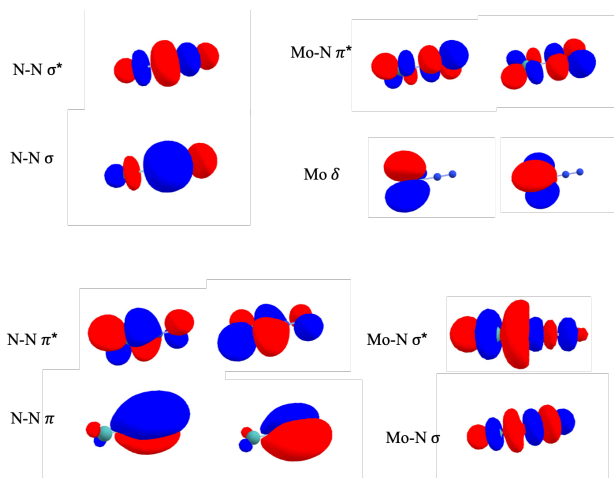 N-N σ*
Mo-N π*
N-N σ
Mo δ
N-N π*
Mo-N σ*
N-N π
Mo-N σ